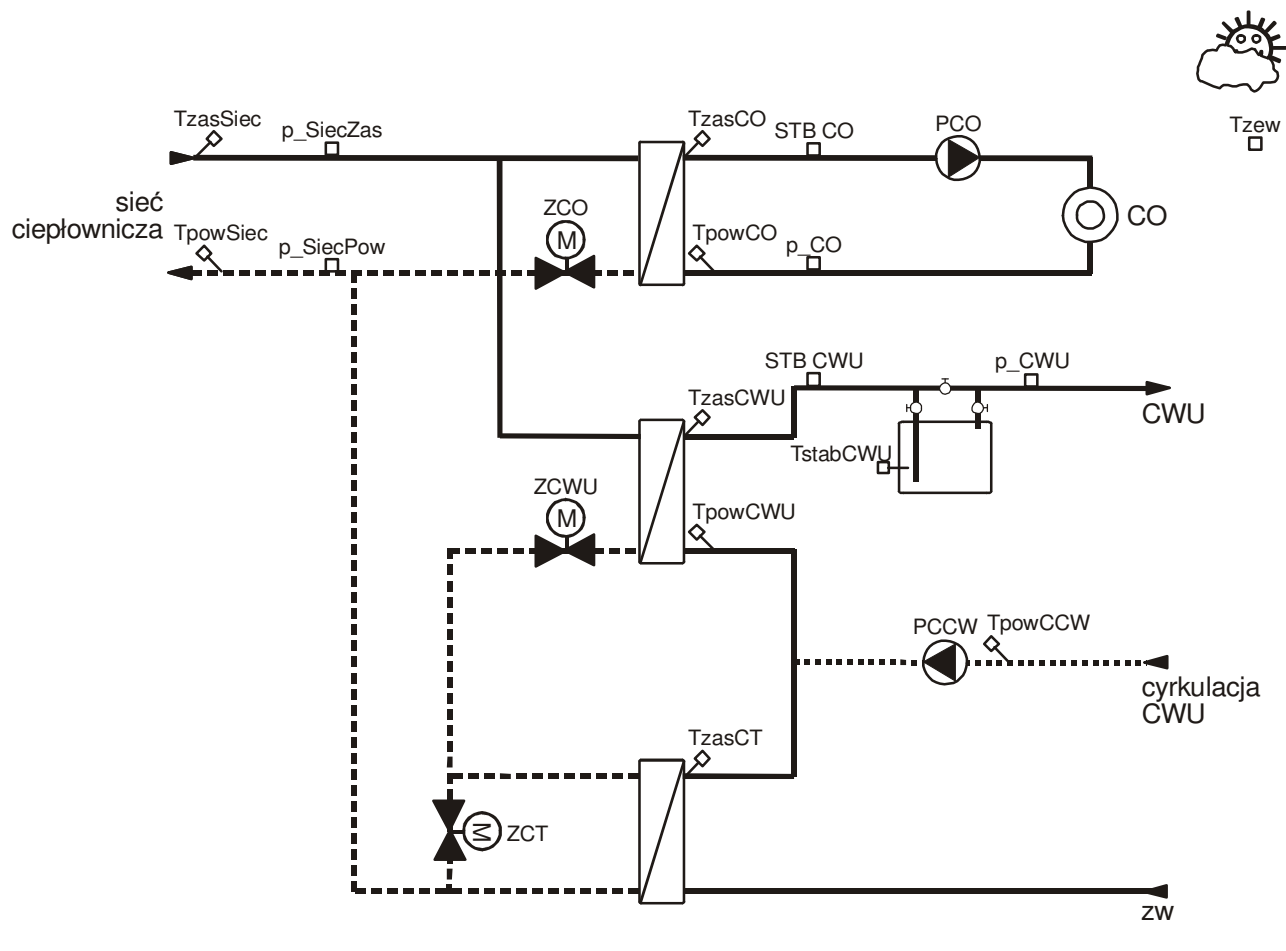 TzasSiec
p_SiecZas
TzasCO
STB CO
PCO
Tzew
sieć
ciepłownicza
TpowSiec
p_SiecPow
ZCO
M
TpowCO
p_CO
CO
TzasCWU
STB CWU
p_CWU
CWU
TstabCWU
ZCWU
M
TpowCWU
PCCW
TpowCCW
cyrkulacja
CWU
TzasCT
M
ZCT
zw